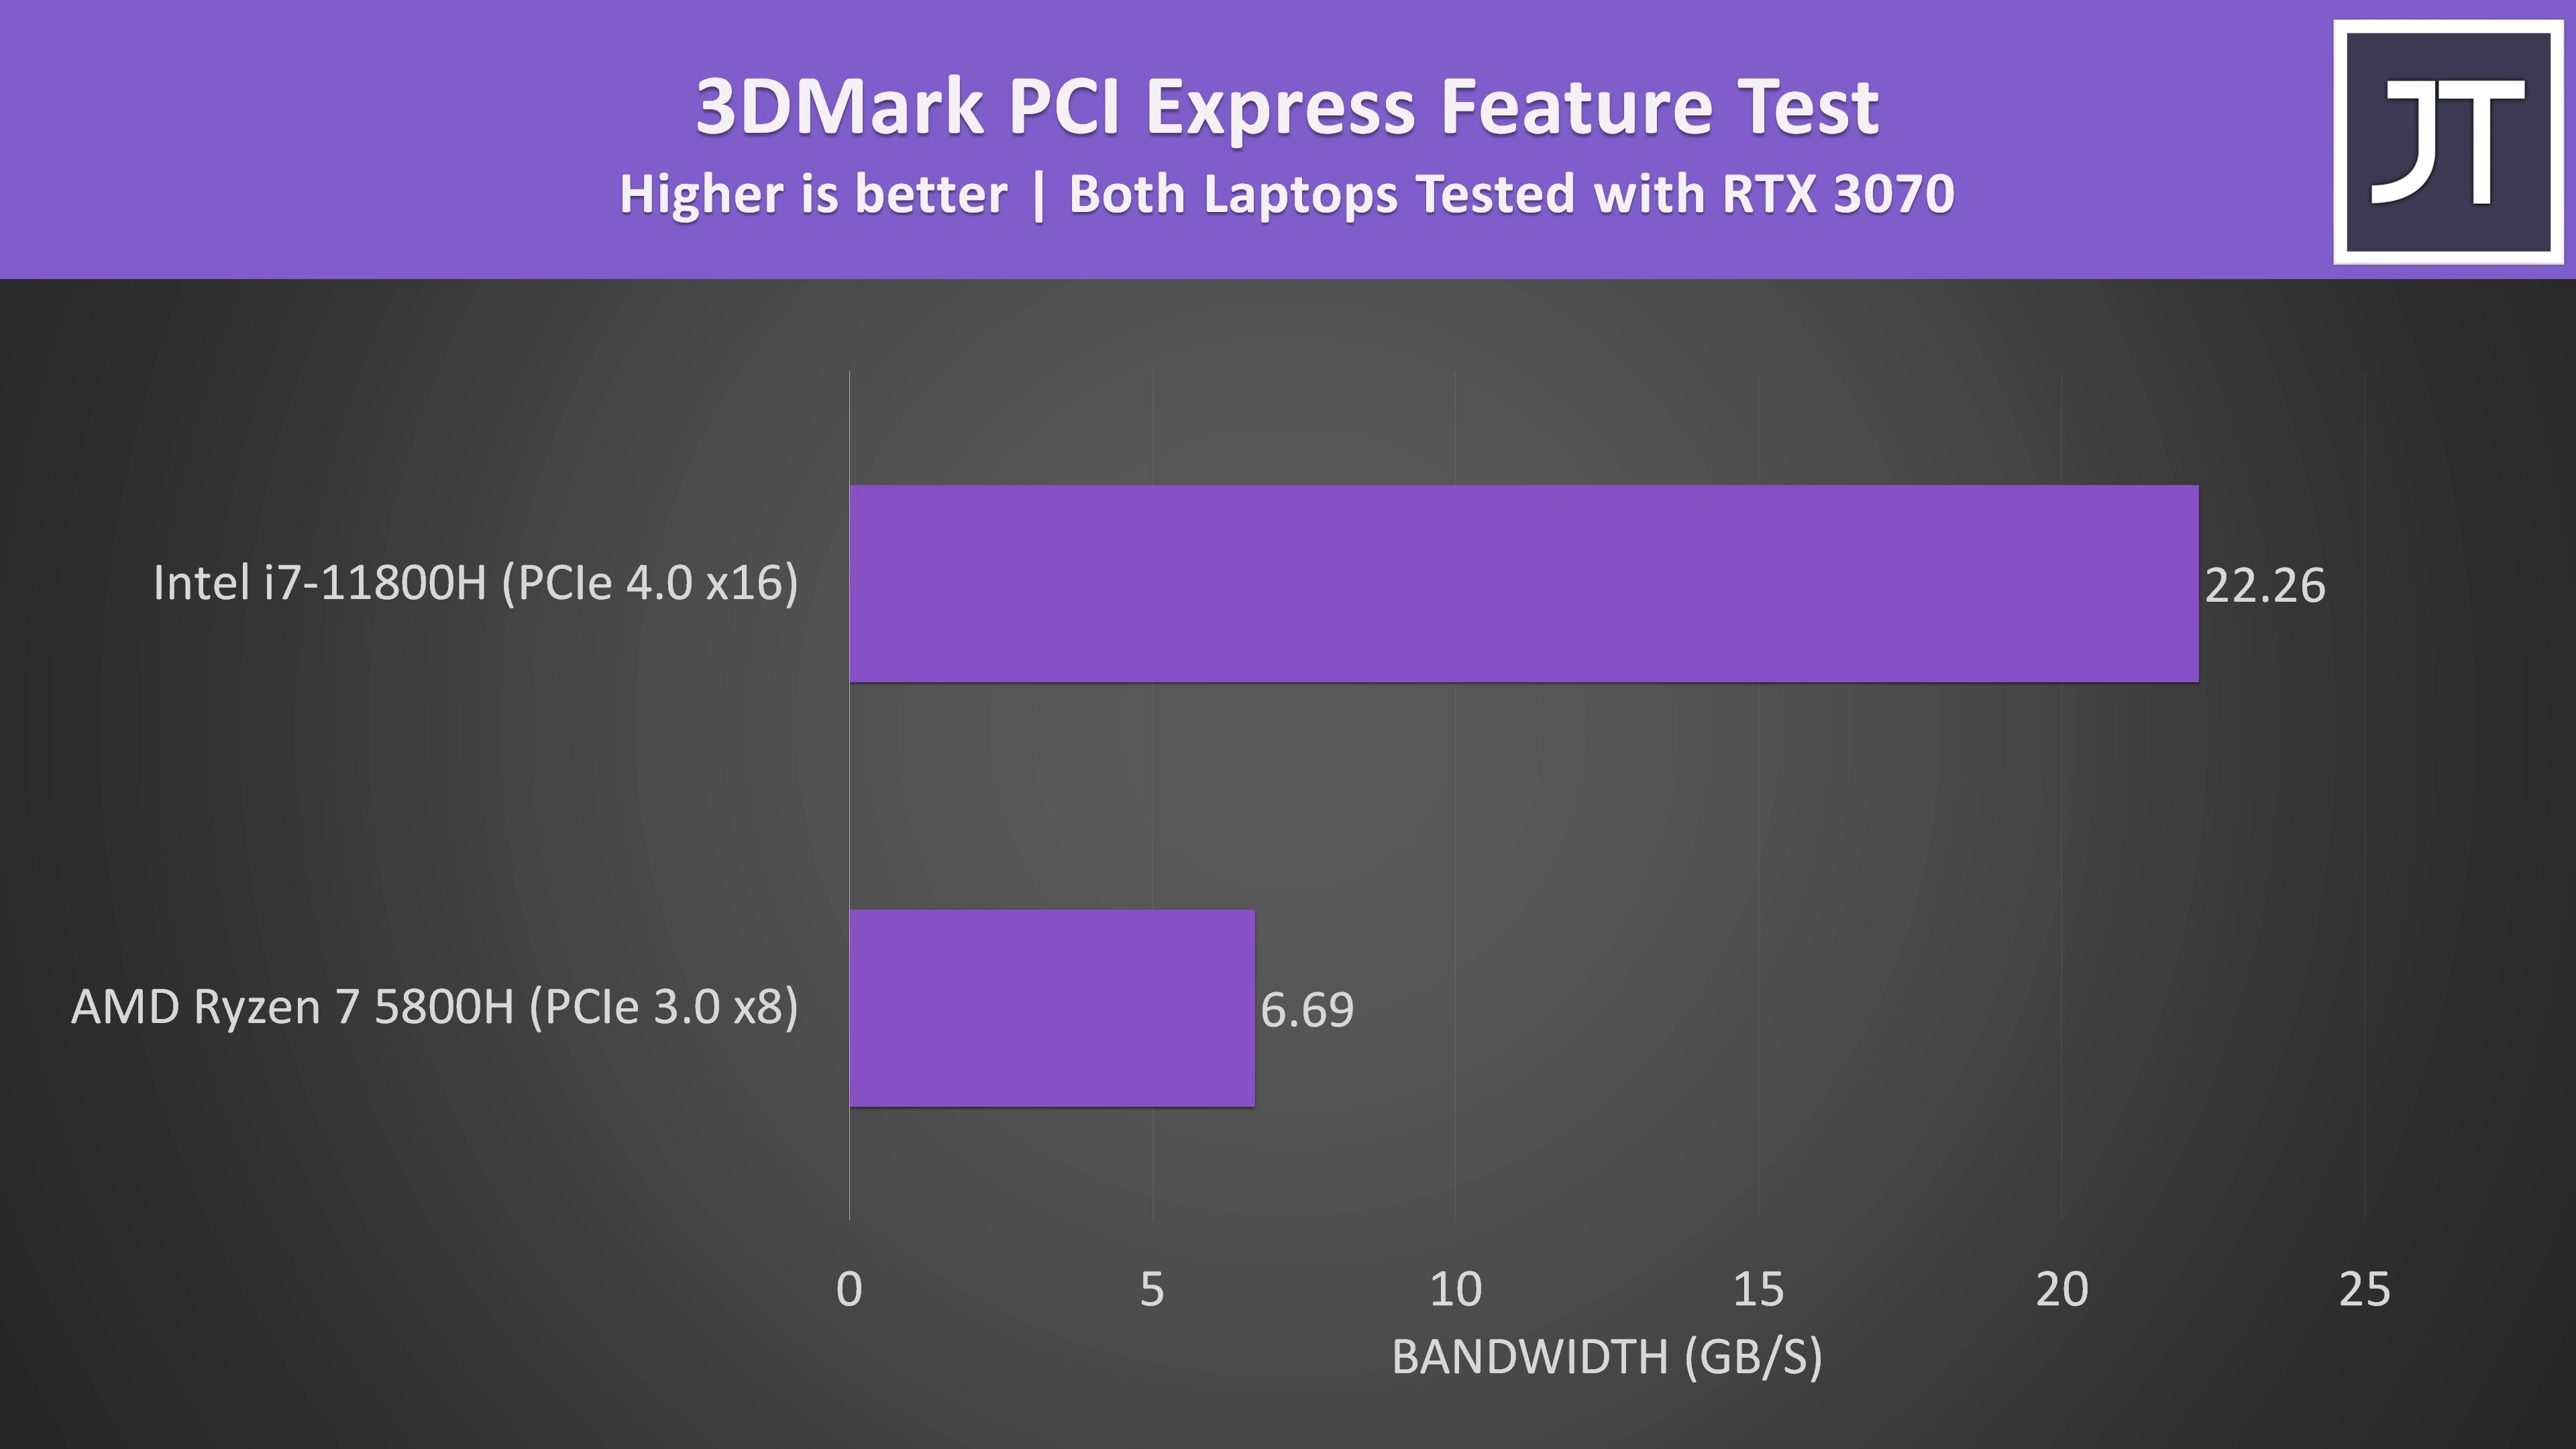 3DMark PCI Express Feature Test
Higher is better | Both Laptops Tested with RTX 3070
JT
Intel i7-11800H (PCIe 4.0 x16)
22.26
AMD Ryzen 7 5800H (PCIe 3.0 x8)
6.69
0 5 10 15 20 25
BANDWIDTH (GB/S)